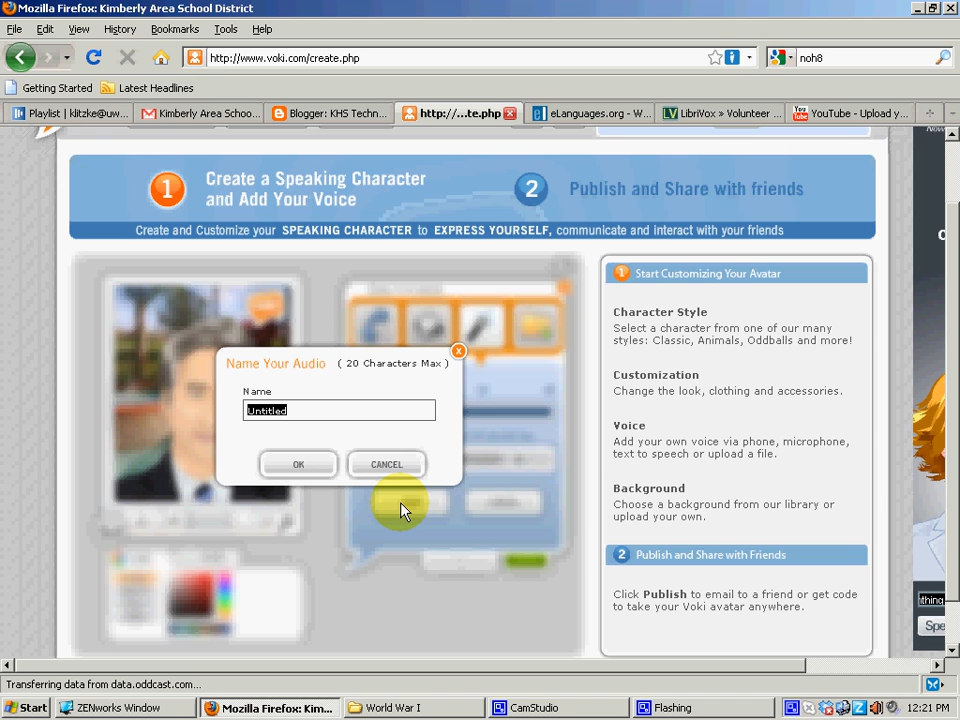 Mozilla Firefox: Kimberly Area School District
File Edit View History Bookmarks Tools Help
http://www.voki.com/create.php
noh8
Getting Started Latest Headlines
Playlist | klitzke@uw...
Kimberly Area Schoo...
Blogger: KHS Techn...
http://...te.php
eLanguages.org - W...
LibriVox » Volunteer ...
YouTube - Upload y...
1 Create a Speaking Character
and Add Your Voice
2 Publish and Share with friends
Create and Customize your SPEAKING CHARACTER to EXPRESS YOURSELF, communicate and interact with your friends
Name Your Audio ( 20 Characters Max )
Name
Untitled
OK CANCEL
1 Start Customizing Your Avatar
Character Style
Select a character from one of our many
styles: Classic, Animals, Oddballs and more!
Customization
Change the look, clothing and accessories.
Voice
Add your own voice via phone, microphone,
text to speech or upload a file.
Background
Choose a background from our library or
upload your own.
2 Publish and Share with Friends
Click Publish to email to a friend or get code
to take your Voki avatar anywhere.
Transferring data from data.oddcast.com...
Start ZENworks Window Mozilla Firefox: Kim... World War I CamStudio Flashing 12:21 PM